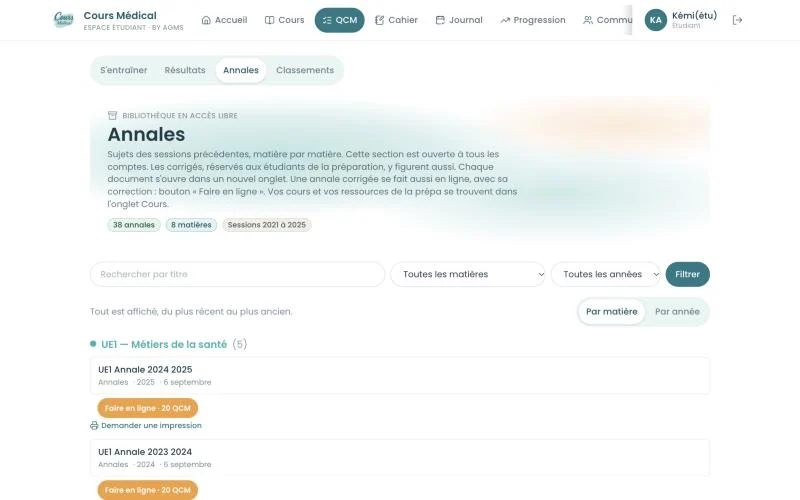 Cours Médical
Cours Médical
ESPACE ÉTUDIANT · BY AGMS
Accueil
Cours
QCM
Cahier
Journal
Progression
Commu
KA
Kémi(étu)
Étudiant
S'entraîner
Résultats
Annales
Classements
BIBLIOTHÈQUE EN ACCÈS LIBRE
Annales
Sujets des sessions précédentes, matière par matière. Cette section est ouverte à tous les
comptes. Les corrigés, réservés aux étudiants de la préparation, y figurent aussi. Chaque
document s'ouvre dans un nouvel onglet. Une annale corrigée se fait aussi en ligne, avec sa
correction : bouton « Faire en ligne ». Vos cours et vos ressources de la prépa se trouvent dans
l'onglet Cours.
38 annales
8 matières
Sessions 2021 à 2025
Rechercher par titre
Toutes les matières
Toutes les années
Filtrer
Tout est affiché, du plus récent au plus ancien.
Par matière
Par année
UE1 — Métiers de la santé (5)
UE1 Annale 2024 2025
Annales · 2025 · 6 septembre
Faire en ligne · 20 QCM
Demander une impression
UE1 Annale 2023 2024
Annales · 2024 · 6 septembre
Faire en ligne · 20 QCM